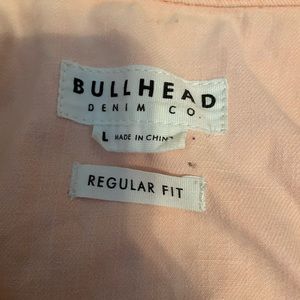 BULLHEAD
DENIM CO.
L MADE IN CHINA
REGULAR FIT